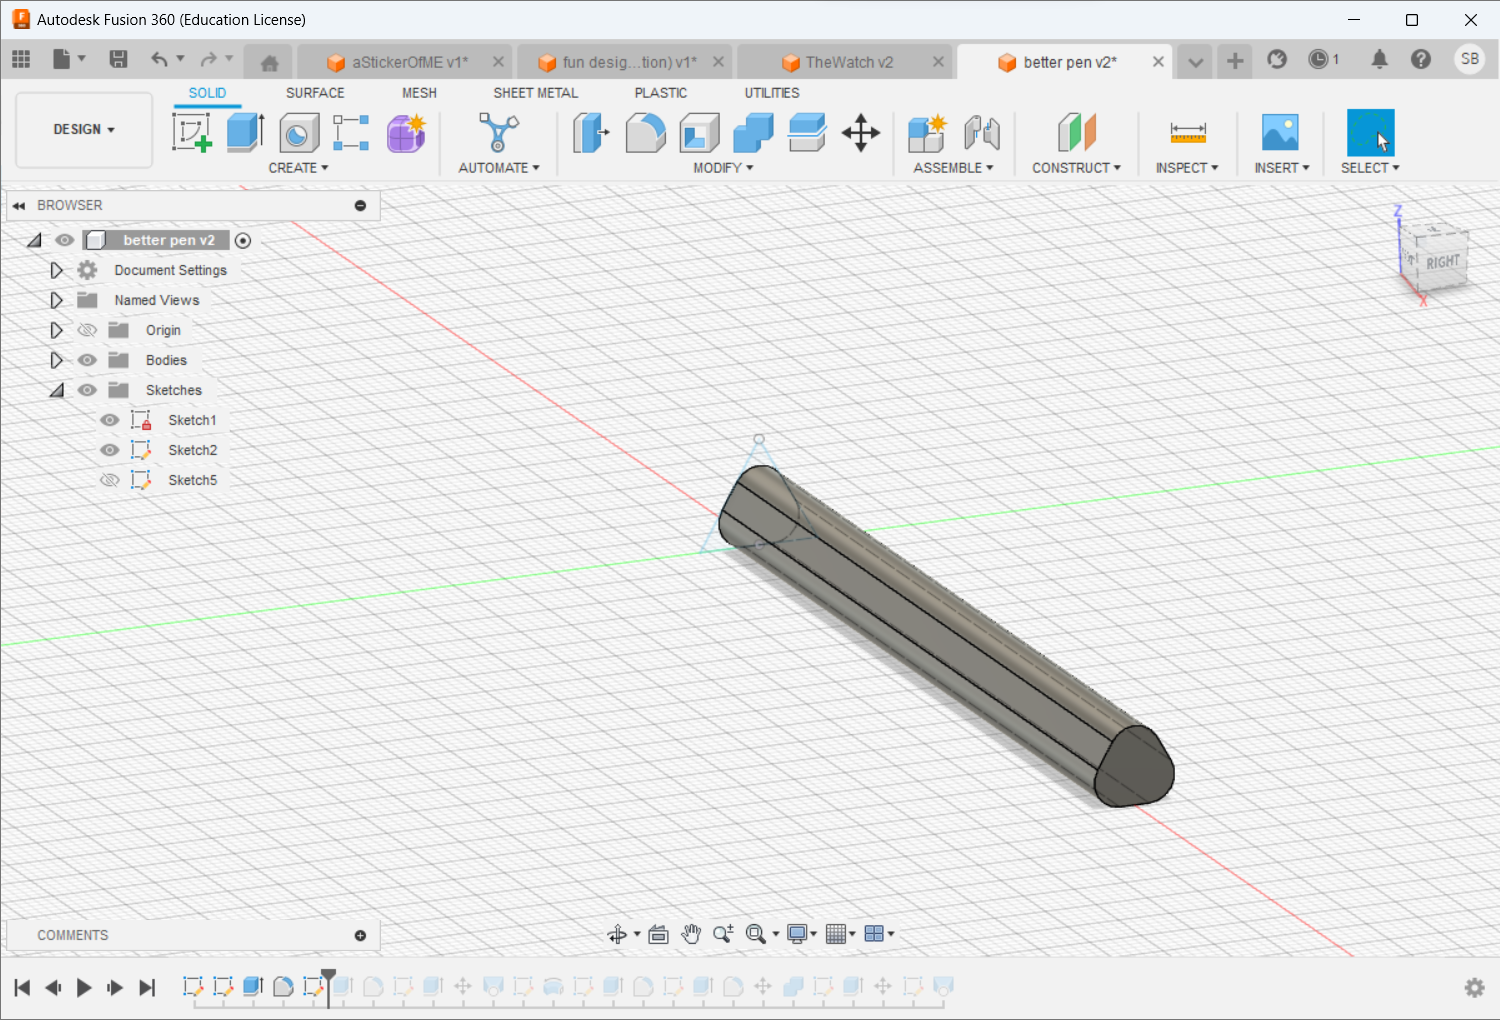 Autodesk Fusion 360 (Education License)
aStickerOfME v1*
fun desig...tion) v1*
TheWatch v2
better pen v2*
1
SB
DESIGN
SOLID
SURFACE
MESH
SHEET METAL
PLASTIC
UTILITIES
CREATE
AUTOMATE
MODIFY
ASSEMBLE
CONSTRUCT
INSPECT
INSERT
SELECT
BROWSER
better pen v2
Document Settings
Named Views
Origin
Bodies
Sketches
Sketch1
Sketch2
Sketch5
Z
RIGHT
X
COMMENTS